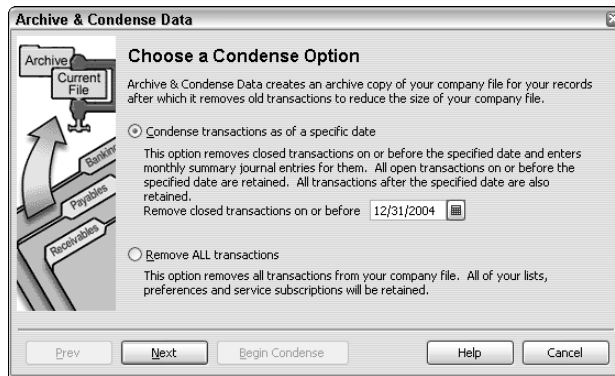 Archive & Condense Data
Archive
Current
File
Banking
Payables
Receivables
Choose a Condense Option
Archive & Condense Data creates an archive copy of your company file for your records
after which it removes old transactions to reduce the size of your company file.
Condense transactions as of a specific date
This option removes closed transactions on or before the specified date and enters
monthly summary journal entries for them. All open transactions on or before the
specified date are retained. All transactions after the specified date are also
retained.
Remove closed transactions on or before 12/31/2004
Remove ALL transactions
This option removes all transactions from your company file. All of your lists,
preferences and service subscriptions will be retained.
Prev Next Begin Condense Help Cancel